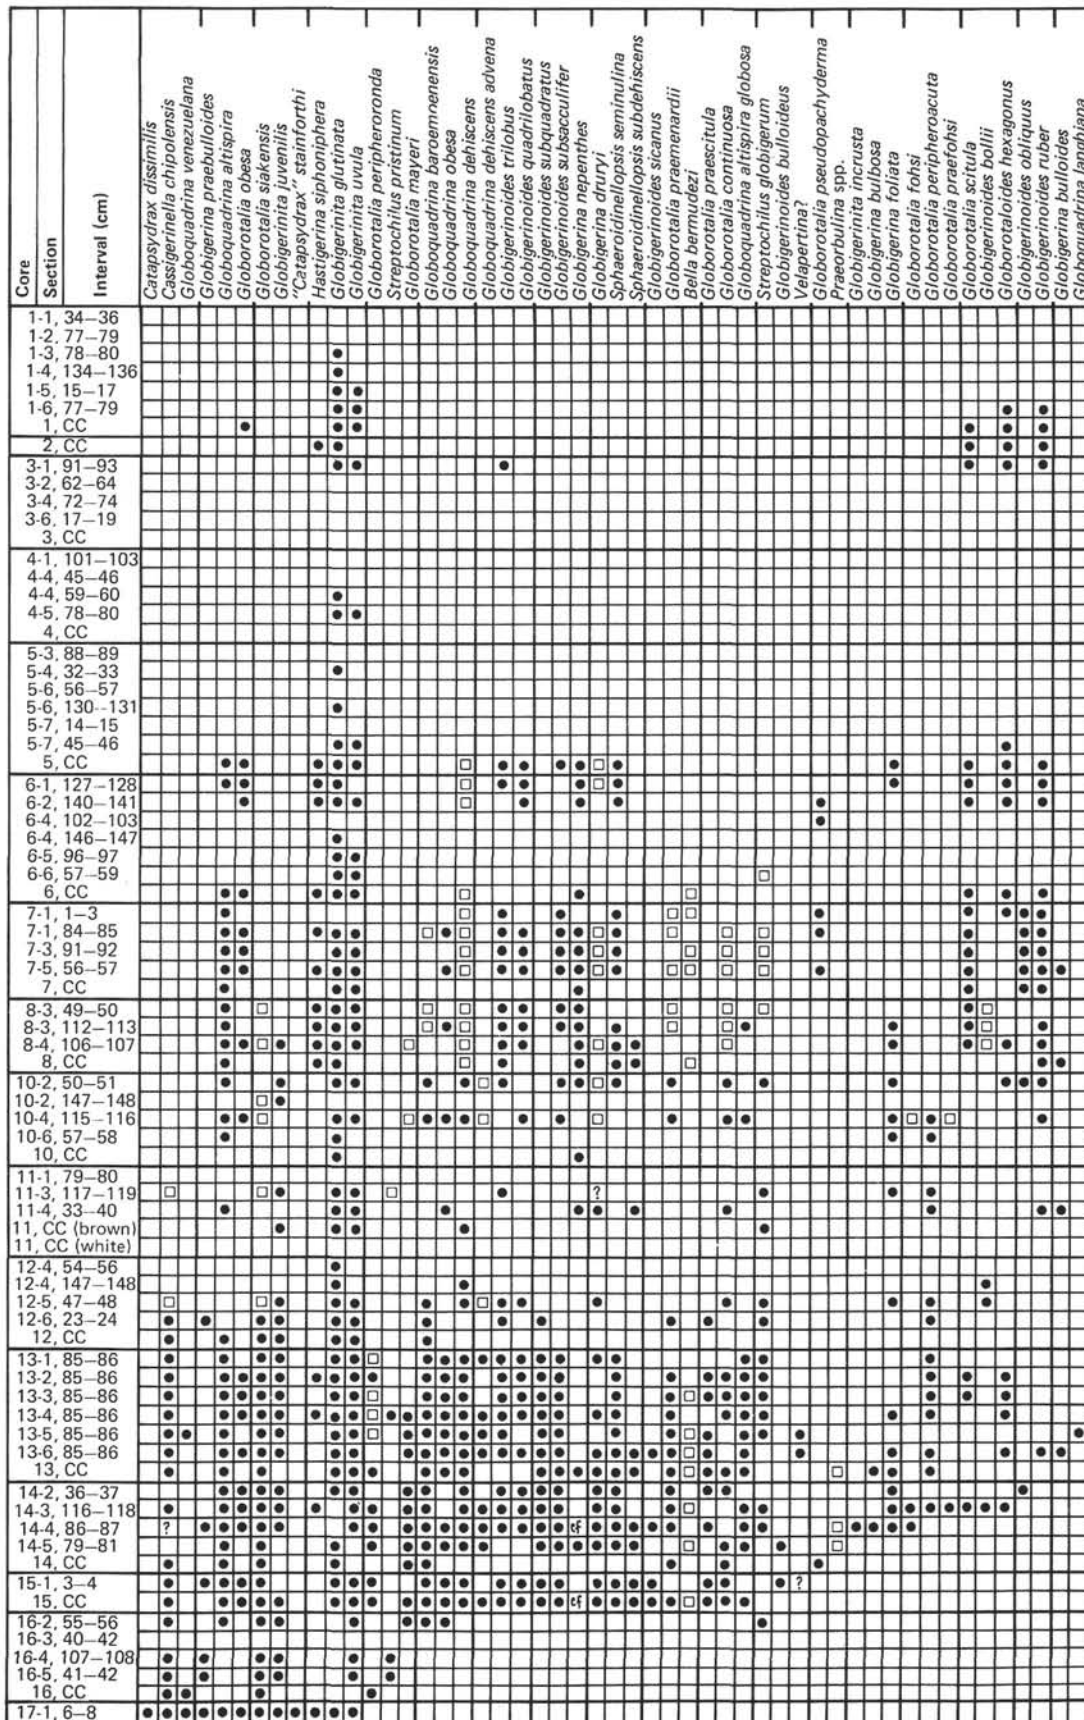 Core
Section
Interval (cm)
Catapsydrax dissimilis
Cassigerinella chipolensis
Globoquadrina venezuelana
Globigerina praebulloides
Globoquadrina altispira
Globorotalia obesa
Globorotalia siakensis
Globigerinita juvenilis
"Catapsydrax" stainforthi
Hastigerina siphoniphera
Globigerinita glutinata
Globigerita uvula
Globorotalia peripheroronda
Streptochilus pristinum
Globorotalia mayeri
Globoquadrina baroemoenensis
Globoquadrina obesa
Globoquadrina dehiscens
Globoquadrina dehiscens advena
Globigerinoides trilobus
Globigerinoides quadrilobatus
Globigerinoides subquadratus
Globigerinoides subsacculifer
Globigerina nepenthes
Globigerina druryi
Sphaeroidinellopsis seminulina
Sphaeroidinellopsis subdehiscens
Globigerinoides sicanus
Globorotalia praemenardii
Bella bermudezi
Globorotalia praescitula
Globorotalia continuosa
Globoquadrina altispira globosa
Streptochilus globigerum
Globigerinoides bulloideus
Velapertina?
Globorotalia pseudopachyderma
Praeorbulina spp.
Globigerinita incrusta
Globigerina bulbosa
Globigerina foliata
Globorotalia fohsi
Globorotalia peripheroacuta
Globorotalia praefohsi
Globorotalia scitula
Globigerinoides bollii
Globorotaloides hexagonus
Globigerinoides obliquus
Globigerinoides ruber
Globigerina bulloides
Globoquadrina langhiana
1-1, 34–36
1-2, 77–79
1-3, 78–80
1-4, 134–136
1-5, 15–17
1-6, 77–79
1, CC
2, CC
3-1, 91–93
3-2, 62–64
3-4, 72–74
3-6, 17–19
3, CC
4-1, 101–103
4-4, 45–46
4-4, 59–60
4-5, 78–80
4, CC
5-3, 88–89
5-4, 32–33
5-6, 56–57
5-6, 130–131
5-7, 14–15
5-7, 45–46
5, CC
6-1, 127–128
6-2, 140–141
6-4, 102–103
6-4, 146–147
6-5, 96–97
6-6, 57–59
6, CC
7-1, 1–3
7-1, 84–85
7-3, 91–92
7-5, 56–57
7, CC
8-3, 49–50
8-3, 112–113
8-4, 106–107
8, CC
10-2, 50–51
10-2, 147–148
10-4, 115–116
10-6, 57–58
10, CC
11-1, 79–80
11-3, 117–119 ?
11-4, 33–40
11, CC (brown)
11, CC (white)
12-4, 54–56
12-4, 147–148
12-5, 47–48
12-6, 23–24
12, CC
13-1, 85–86
13-2, 85–86
13-3, 85–86
13-4, 85–86
13-5, 85–86
13-6, 85–86
13, CC
14-2, 36–37
14-3, 116–118
14-4, 86–87 ? cf
14-5, 79–81
14, CC
15-1, 3–4 ?
15, CC cf
16-2, 55–56
16-3, 40–42
16-4, 107–108
16-5, 41–42
16, CC
17-1, 6–8